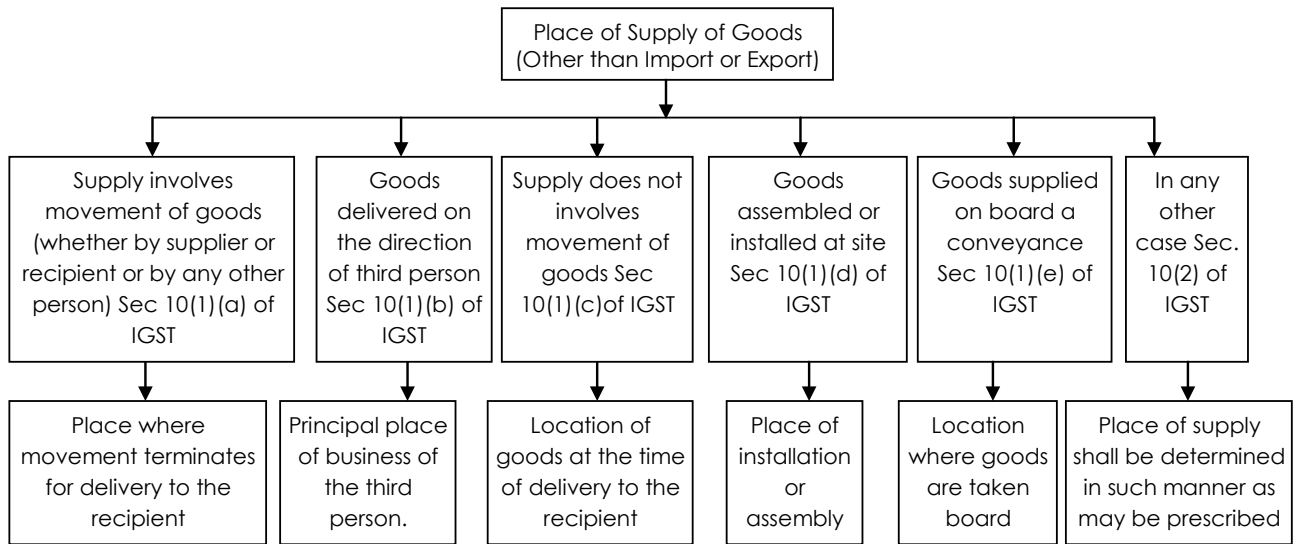 Place of Supply of Goods
(Other than Import or Export)
Supply involves
movement of goods
(whether by supplier or
recipient or by any other
person) Sec 10(1)(a) of
IGST
Goods
delivered on
the direction
of third person
Sec 10(1)(b) of
IGST
Supply does not
involves
movement of
goods Sec
10(1)(c)of IGST
Goods
assembled or
installed at site
Sec 10(1)(d) of
IGST
Goods supplied
on board a
conveyance
Sec 10(1)(e) of
IGST
In any
other
case Sec.
10(2) of
IGST
Place where
movement terminates
for delivery to the
recipient
Principal place
of business of
the third
person.
Location of
goods at the time
of delivery to the
recipient
Place of
installation
or
assembly
Location
where goods
are taken
board
Place of supply
shall be determined
in such manner as
may be prescribed